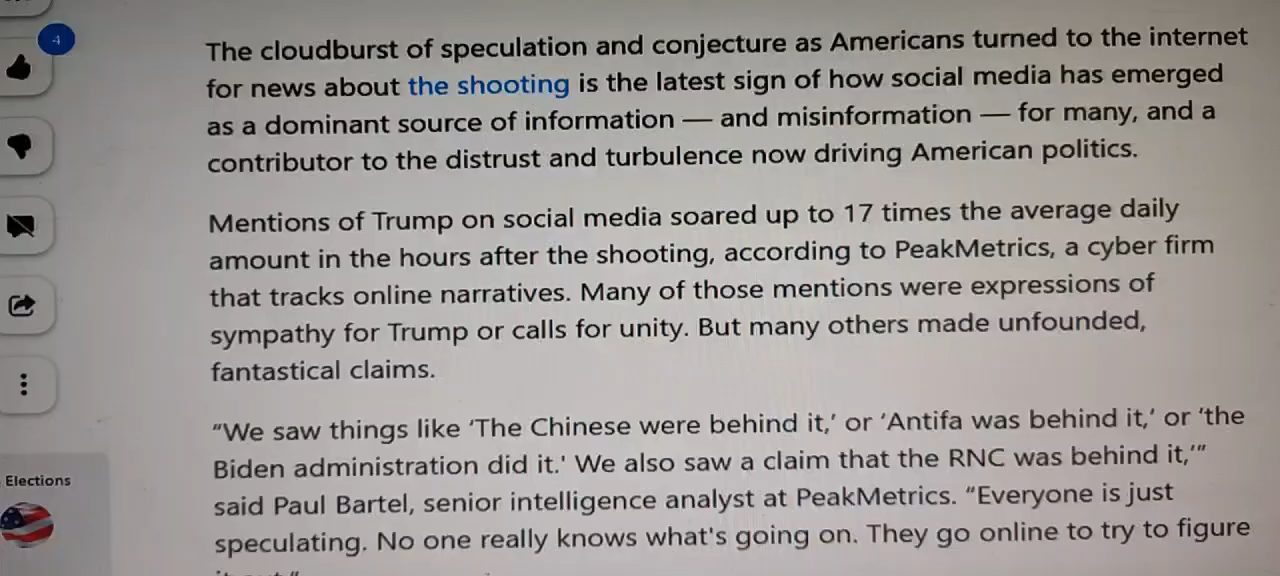 4
The cloudburst of speculation and conjecture as Americans turned to the internet
for news about the shooting is the latest sign of how social media has emerged
as a dominant source of information — and misinformation — for many, and a
contributor to the distrust and turbulence now driving American politics.
Mentions of Trump on social media soared up to 17 times the average daily
amount in the hours after the shooting, according to PeakMetrics, a cyber firm
that tracks online narratives. Many of those mentions were expressions of
sympathy for Trump or calls for unity. But many others made unfounded,
fantastical claims.
“We saw things like ‘The Chinese were behind it,’ or ‘Antifa was behind it,’ or ‘the
Biden administration did it.' We also saw a claim that the RNC was behind it,’”
said Paul Bartel, senior intelligence analyst at PeakMetrics. “Everyone is just
speculating. No one really knows what's going on. They go online to try to figure
Elections